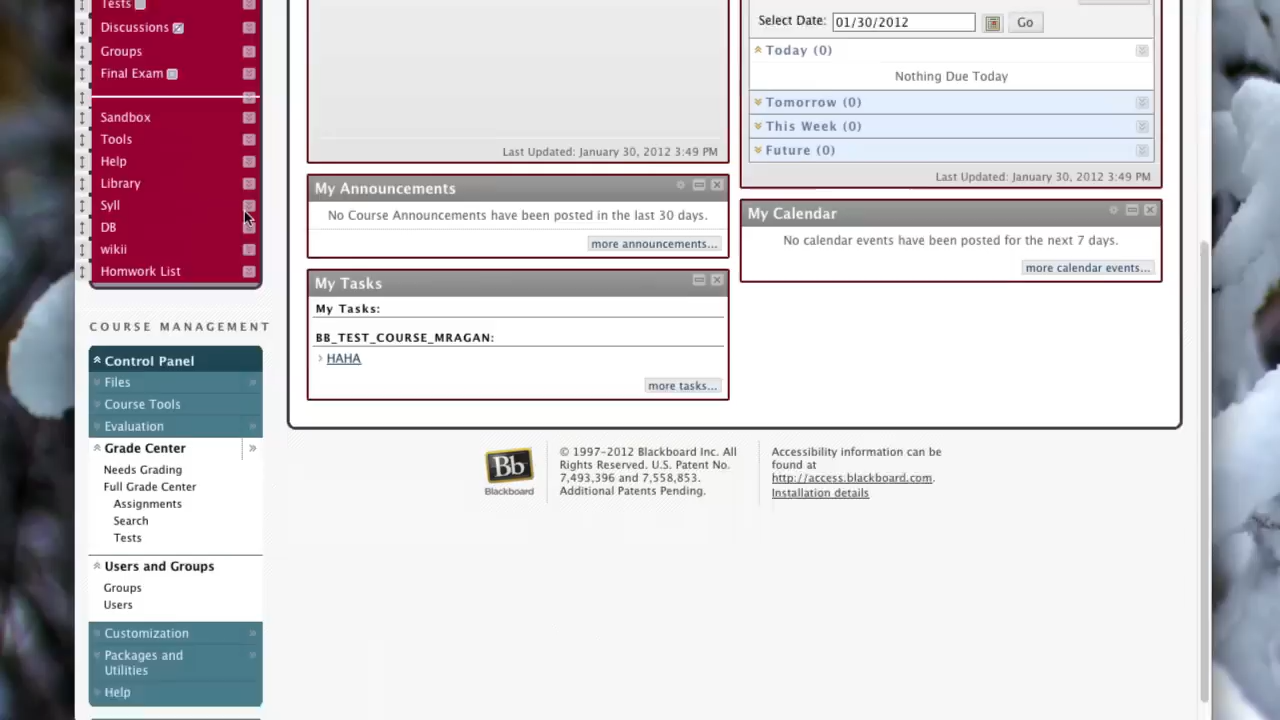 Tests
Discussions
Groups
Final Exam
Sandbox
Tools
Help
Library
Syll
DB
wikii
Homwork List
COURSE MANAGEMENT
Control Panel
Files
Course Tools
Evaluation
Grade Center
Needs Grading
Full Grade Center
Assignments
Search
Tests
Users and Groups
Groups
Users
Customization
Packages and
Utilities
Help
Last Updated: January 30, 2012 3:49 PM
My Announcements
No Course Announcements have been posted in the last 30 days.
more announcements...
My Tasks
My Tasks:
BB_TEST_COURSE_MRAGAN:
HAHA
more tasks...
Select Date: 01/30/2012 Go
Today (0)
Nothing Due Today
Tomorrow (0)
This Week (0)
Future (0)
Last Updated: January 30, 2012 3:49 PM
My Calendar
No calendar events have been posted for the next 7 days.
more calendar events...
Bb
Blackboard
© 1997-2012 Blackboard Inc. All
Rights Reserved. U.S. Patent No.
7,493,396 and 7,558,853.
Additional Patents Pending.
Accessibility information can be
found at
http://access.blackboard.com.
Installation details